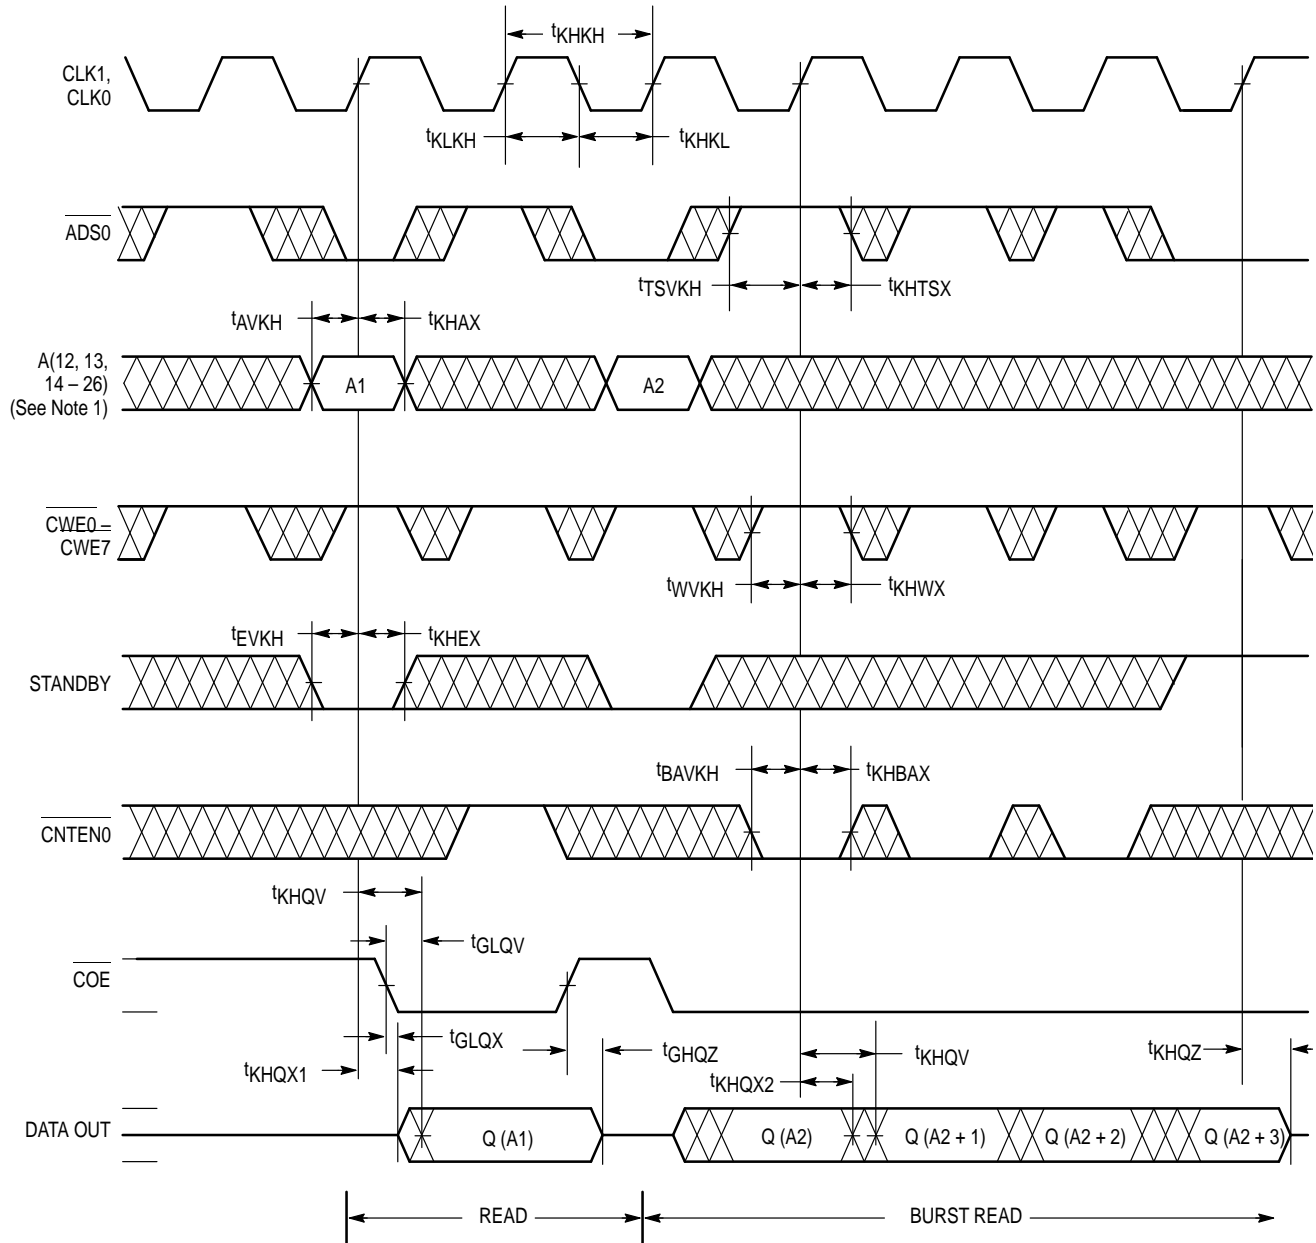 tKHKH
CLK1,
CLK0
tKLKH
tKHKL
ADS0
tTSVKH
tKHTSX
tAVKH
tKHAX
A(12, 13,
14 – 26)
(See Note 1)
A1
A2
CWE0 –
CWE7
tWVKH
tKHWX
tEVKH
tKHEX
STANDBY
tBAVKH
tKHBAX
CNTEN0
tKHQV
tGLQV
COE
tGLQX
tGHQZ
tKHQV
tKHQZ
tKHQX1
tKHQX2
DATA OUT
Q (A1)
Q (A2)
Q (A2 + 1)
Q (A2 + 2)
Q (A2 + 3)
READ
BURST READ